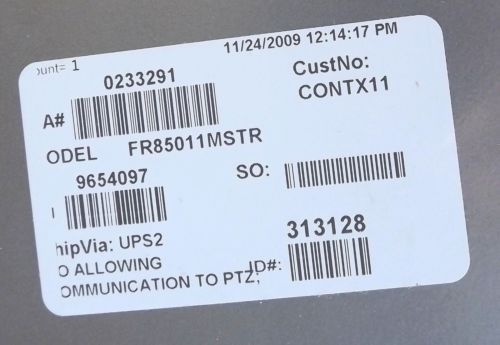 ount= 1
11/24/2009 12:14:17 PM
0233291
CustNo:
A#
CONTX11
ODEL FR85011MSTR
9654097
SO:
hipVia: UPS2
313128
O ALLOWING
ID#:
OMMUNICATION TO PTZ,